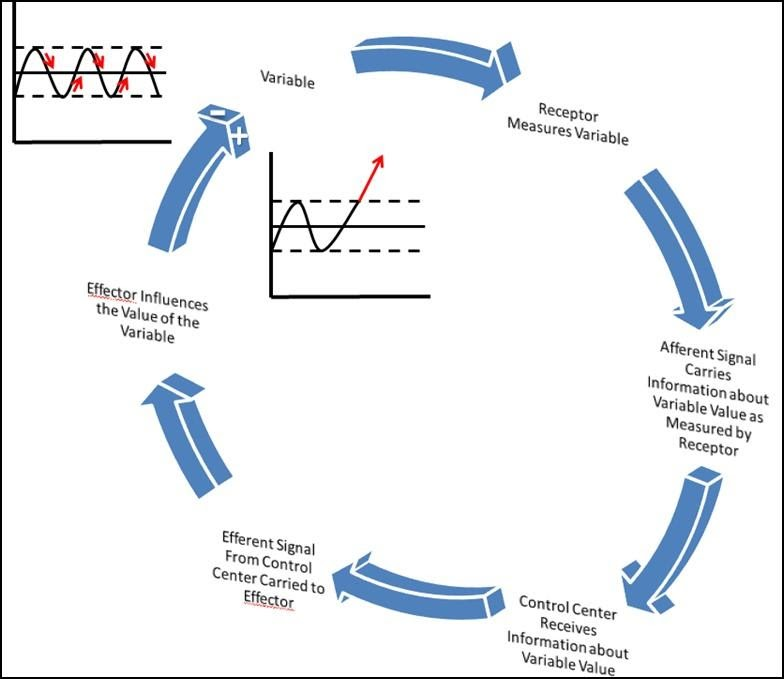 Variable
Receptor
Measures Variable
Afferent Signal
Carries
Information about
Variable Value as
Measured by
Receptor
Control Center
Receives
Information about
Variable Value
Efferent Signal
From Control
Center Carried to
Effector
Effector Influences
the Value of the
Variable
-
+